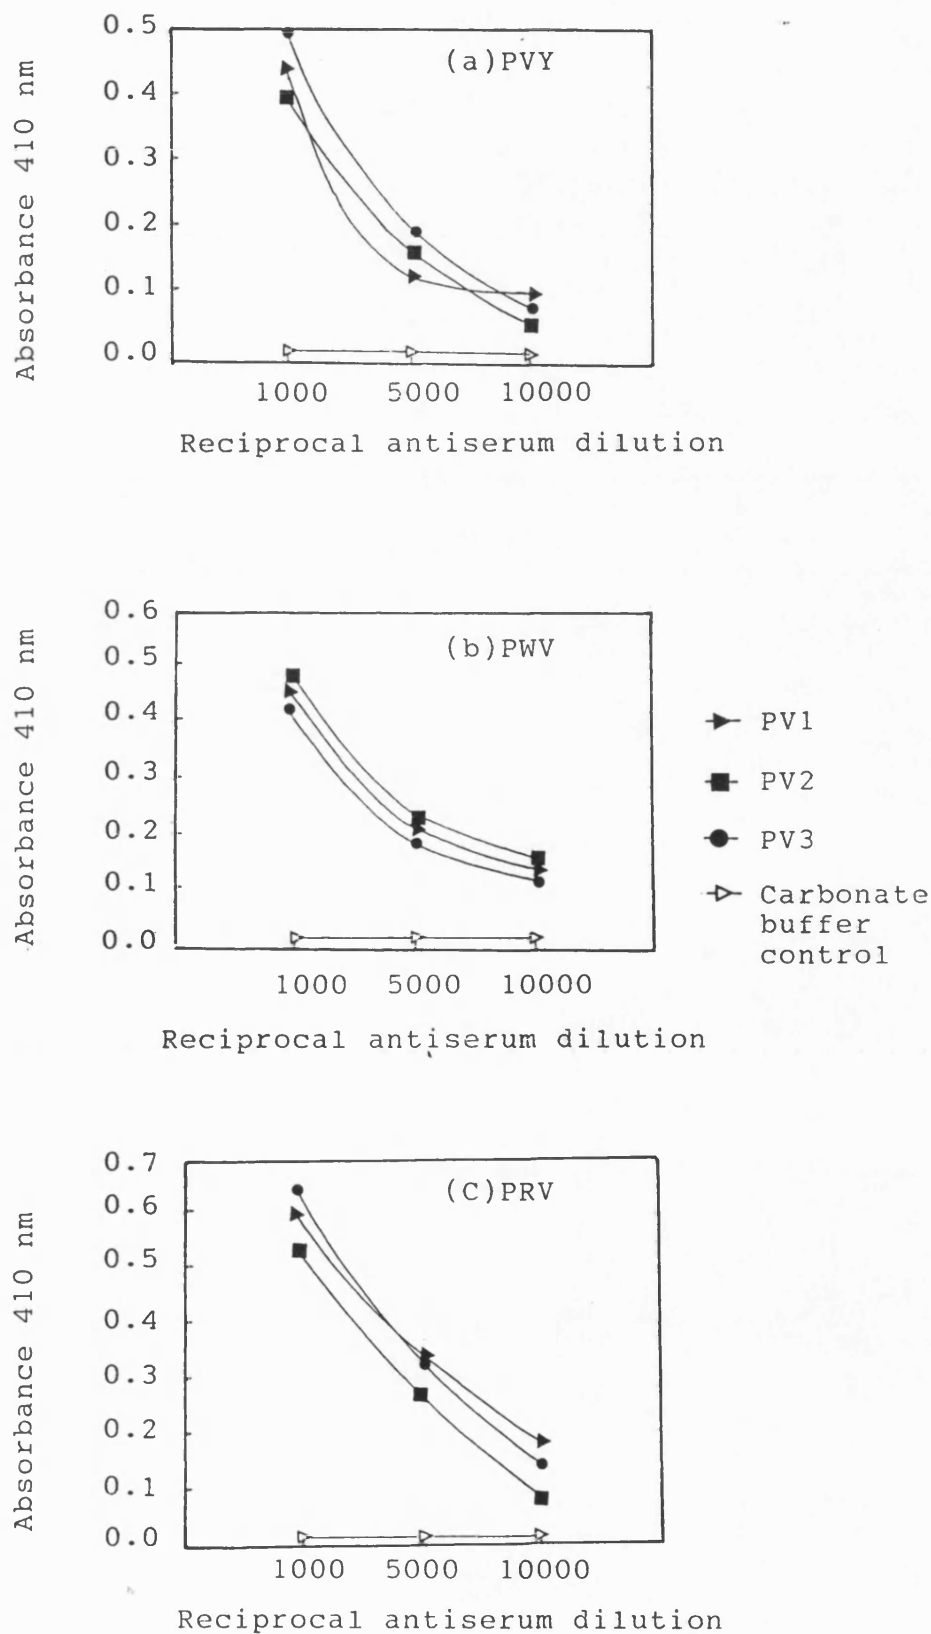 Absorbance 410 nm
0.5
0.4
0.3
0.2
0.1
0.0
(a)PVY
1000 5000 10000
Reciprocal antiserum dilution
Absorbance 410 nm
0.6
0.5
0.4
0.3
0.2
0.1
0.0
(b)PWV
1000 5000 10000
Reciprocal antiserum dilution
PV1
PV2
PV3
Carbonate
buffer
control
Absorbance 410 nm
0.7
0.6
0.5
0.4
0.3
0.2
0.1
0.0
(C)PRV
1000 5000 10000
Reciprocal antiserum dilution